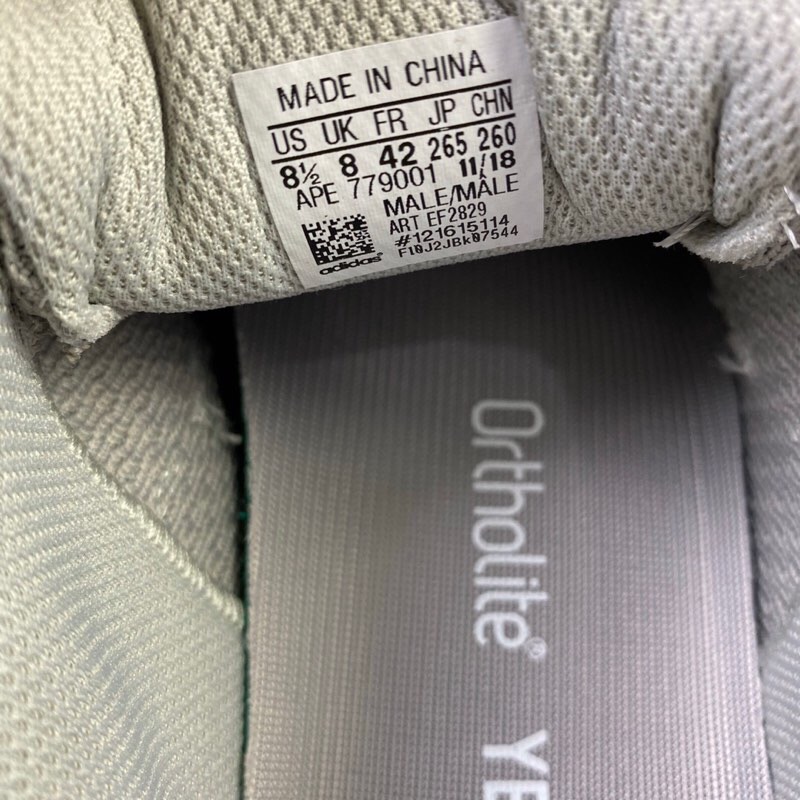 MADE IN CHINA
US UK FR JP CHN
8½ 8 42 265 260
APE 779001 11/18
MALE/MÂLE
ART EF2829
#121615114
F10J2JBk07544
adidas
Ortholite®
YE